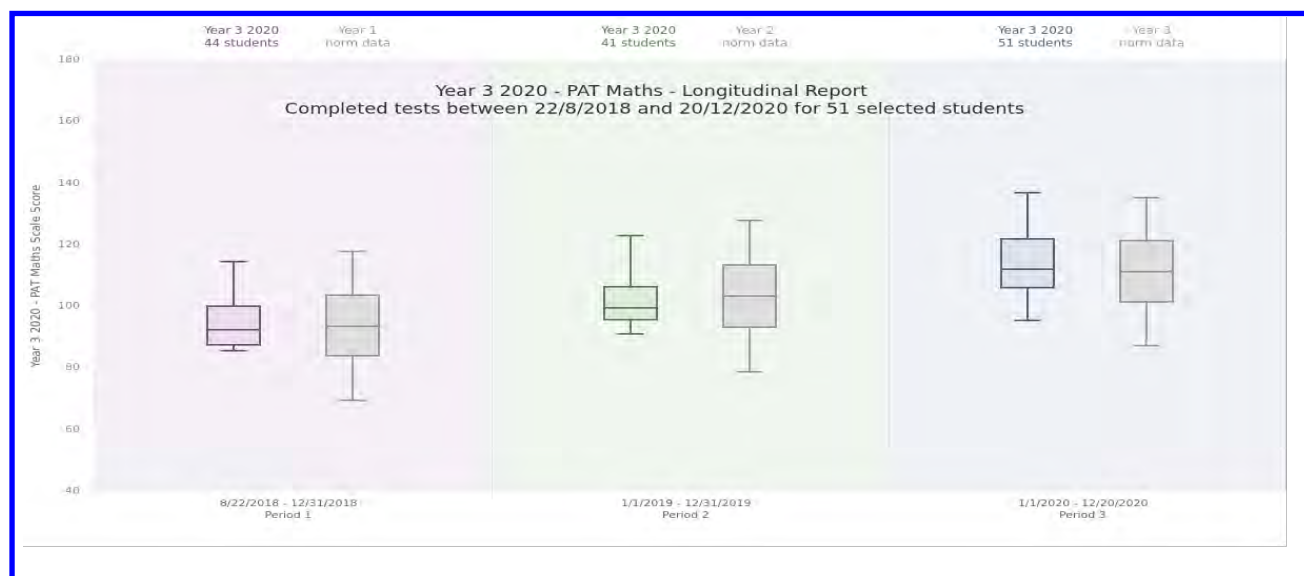 Year 3 2020
44 students
Year 1
norm data
Year 3 2020
41 students
Year 2
norm data
Year 3 2020
51 students
Year 3
norm data
Year 3 2020 - PAT Maths - Longitudinal Report
Completed tests between 22/8/2018 and 20/12/2020 for 51 selected students
Year 3 2020 - PAT Maths Scale Score
180
160
140
120
100
80
60
40
8/22/2018 - 12/31/2018
Period 1
1/1/2019 - 12/31/2019
Period 2
1/1/2020 - 12/20/2020
Period 3